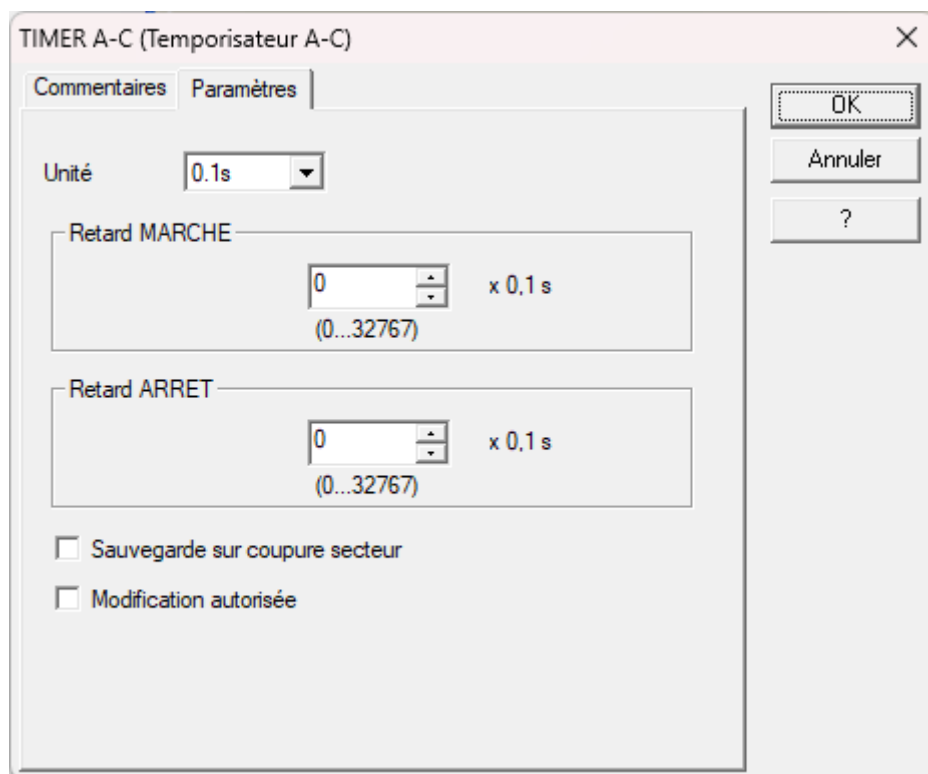 TIMER A-C (Temporisateur A-C)
Commentaires Paramètres
OK
Annuler
?
Unité 0.1s
Retard MARCHE
0 x 0,1 s
(0...32767)
Retard ARRET
0 x 0,1 s
(0...32767)
Sauvegarde sur coupure secteur
Modification autorisée